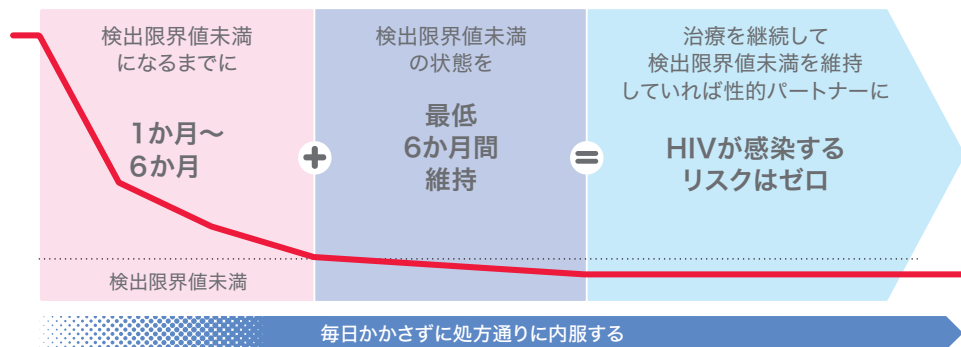 検出限界値未満
になるまでに
1か月〜
6か月
+
検出限界値未満
の状態を
最低
6か月間
維持
=
治療を継続して
検出限界値未満を維持
していれば性的パートナーに
HIVが感染する
リスクはゼロ
検出限界値未満
毎日かかさずに処方通りに内服する